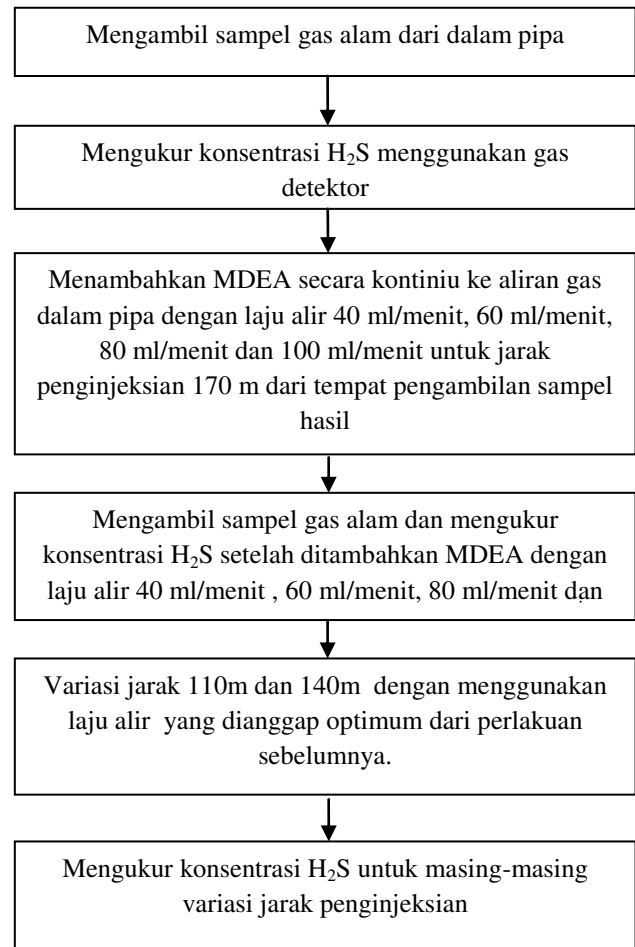 Mengambil sampel gas alam dari dalam pipa
Mengukur konsentrasi H₂S menggunakan gas
detektor
Menambahkan MDEA secara kontiniu ke aliran gas
dalam pipa dengan laju alir 40 ml/menit, 60 ml/menit,
80 ml/menit dan 100 ml/menit untuk jarak
penginjeksian 170 m dari tempat pengambilan sampel
hasil
Mengambil sampel gas alam dan mengukur
konsentrasi H₂S setelah ditambahkan MDEA dengan
laju alir 40 ml/menit , 60 ml/menit, 80 ml/menit dan
Variasi jarak 110m dan 140m dengan menggunakan
laju alir yang dianggap optimum dari perlakuan
sebelumnya.
Mengukur konsentrasi H₂S untuk masing-masing
variasi jarak penginjeksian